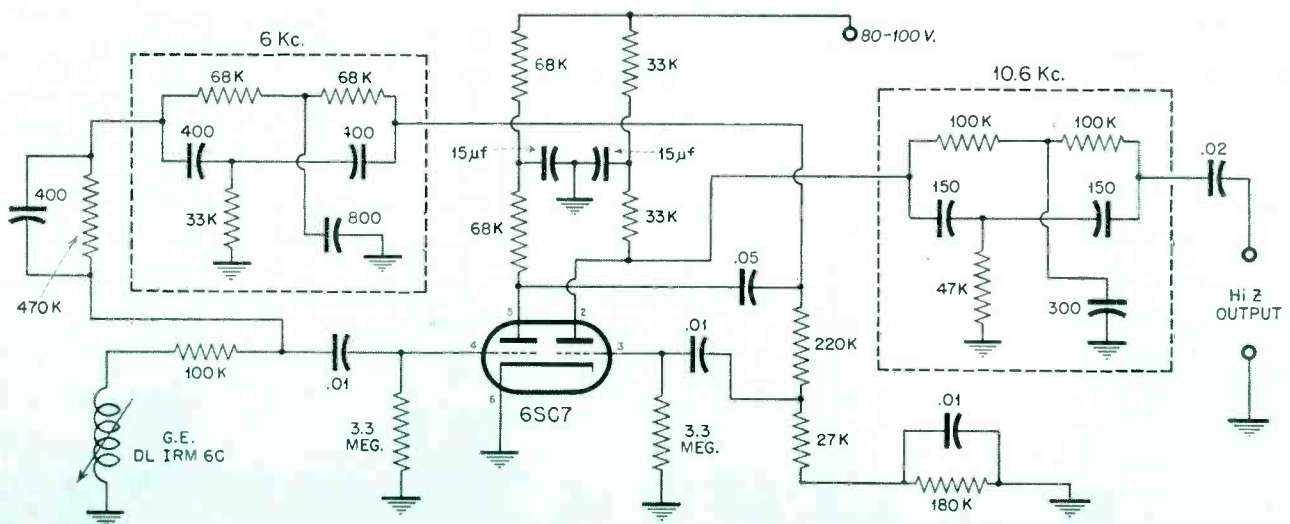 6 Kc.
68K
68K
400
400
33K
800
400
470K
100K
G.E.
DL IRM 6C
.01
3.3
MEG.
68K
33K
80-100 V.
15µf
15µf
68K
33K
.05
5
2
4
3
6
6SC7
.01
3.3
MEG.
220K
27K
.01
180K
10.6 Kc.
100K
100K
150
150
47K
300
.02
Hi Z
OUTPUT